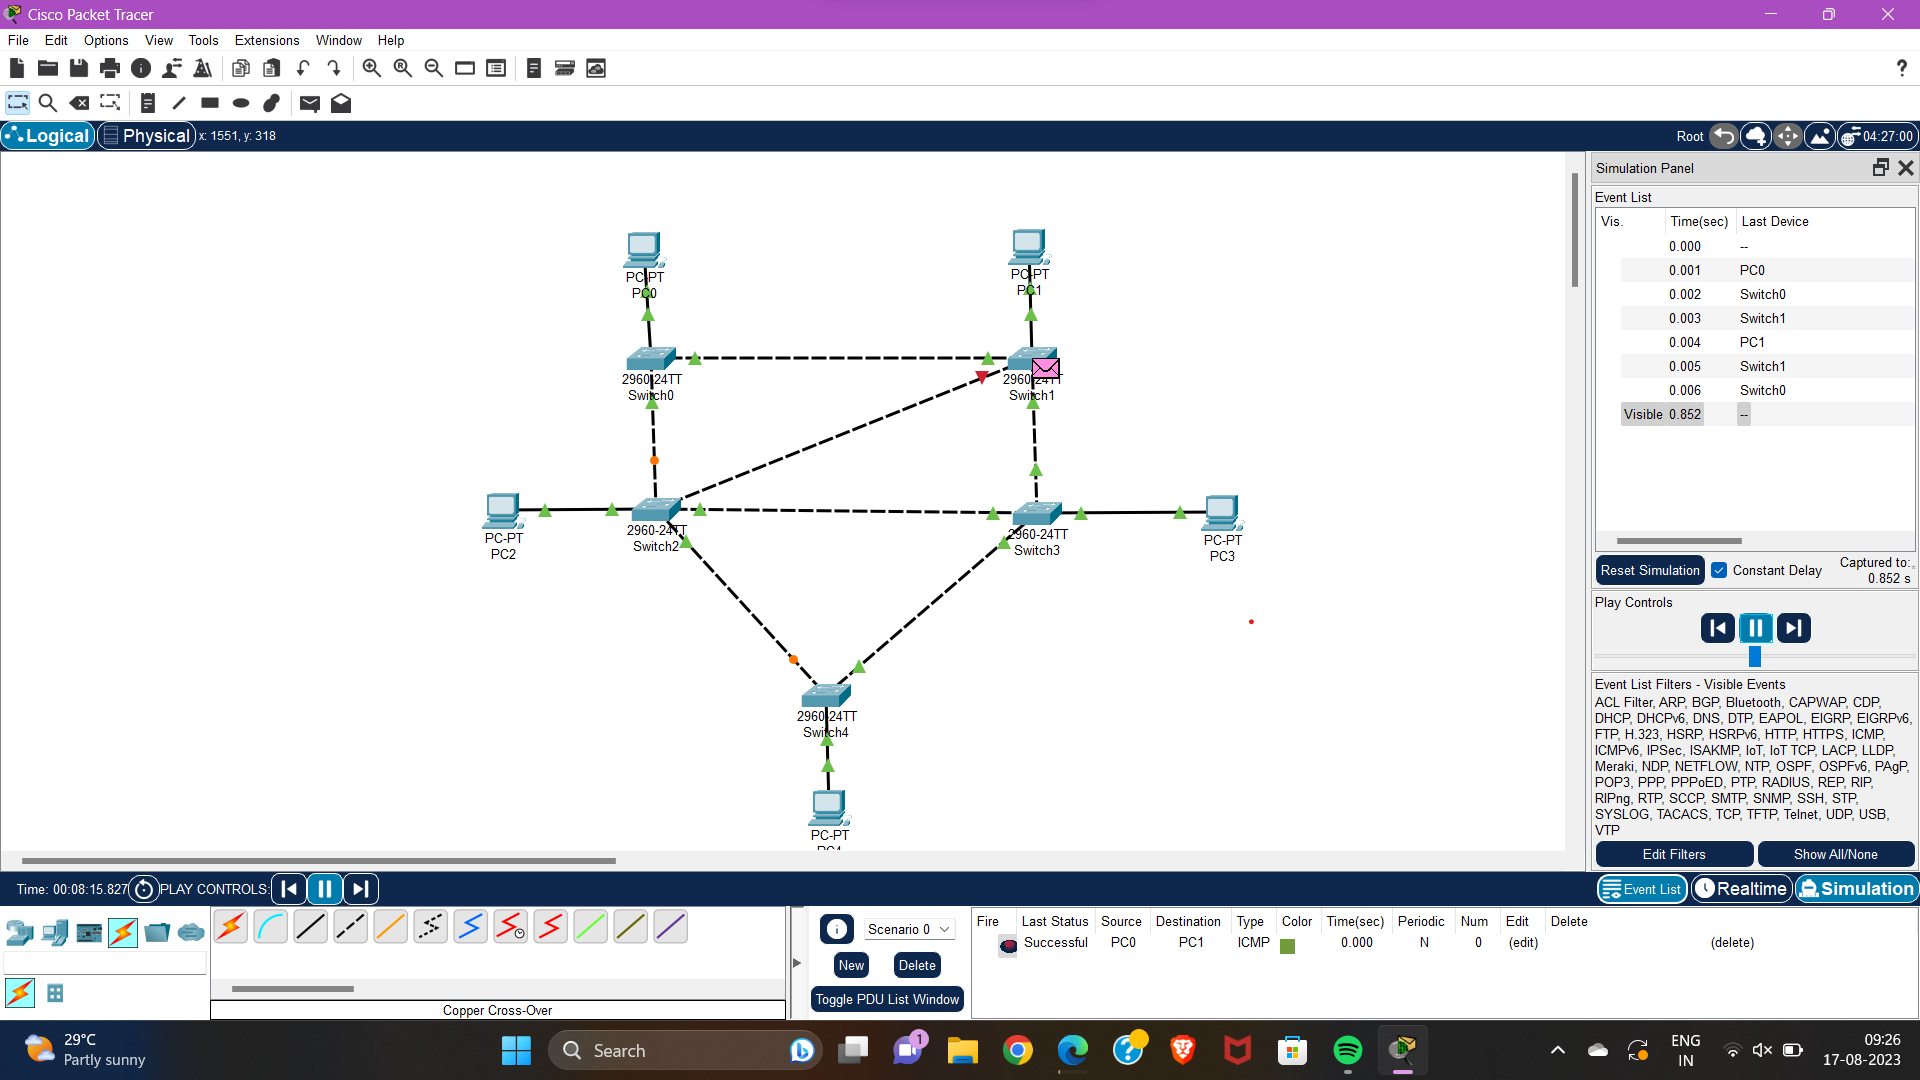 Cisco Packet Tracer
File Edit Options View Tools Extensions Window Help
Logical Physical x: 1551, y: 318
Root 04:27:00
PC-PT
PC0
PC-PT
PC1
2960-24TT
Switch0
2960-24TT
Switch1
PC-PT
PC2
2960-24TT
Switch2
2960-24TT
Switch3
PC-PT
PC3
2960-24TT
Switch4
PC-PT
PC4
Simulation Panel
Event List
Vis. Time(sec) Last Device
0.000 --
0.001 PC0
0.002 Switch0
0.003 Switch1
0.004 PC1
0.005 Switch1
0.006 Switch0
Visible 0.852 --
Reset Simulation Constant Delay Captured to:
0.852 s
Play Controls
Event List Filters - Visible Events
ACL Filter, ARP, BGP, Bluetooth, CAPWAP, CDP,
DHCP, DHCPv6, DNS, DTP, EAPOL, EIGRP, EIGRPv6,
FTP, H.323, HSRP, HSRPv6, HTTP, HTTPS, ICMP,
ICMPv6, IPSec, ISAKMP, IoT, IoT TCP, LACP, LLDP,
Meraki, NDP, NETFLOW, NTP, OSPF, OSPFv6, PAgP,
POP3, PPP, PPPoED, PTP, RADIUS, REP, RIP,
RIPng, RTP, SCCP, SMTP, SNMP, SSH, STP,
SYSLOG, TACACS, TCP, TFTP, Telnet, UDP, USB,
VTP
Edit Filters Show All/None
Time: 00:08:15.827 PLAY CONTROLS:
Event List Realtime Simulation
Copper Cross-Over
Scenario 0
New Delete
Toggle PDU List Window
Fire Last Status Source Destination Type Color Time(sec) Periodic Num Edit Delete
Successful PC0 PC1 ICMP 0.000 N 0 (edit) (delete)
29°C
Partly sunny
Search
1
ENG
IN
09:26
17-08-2023